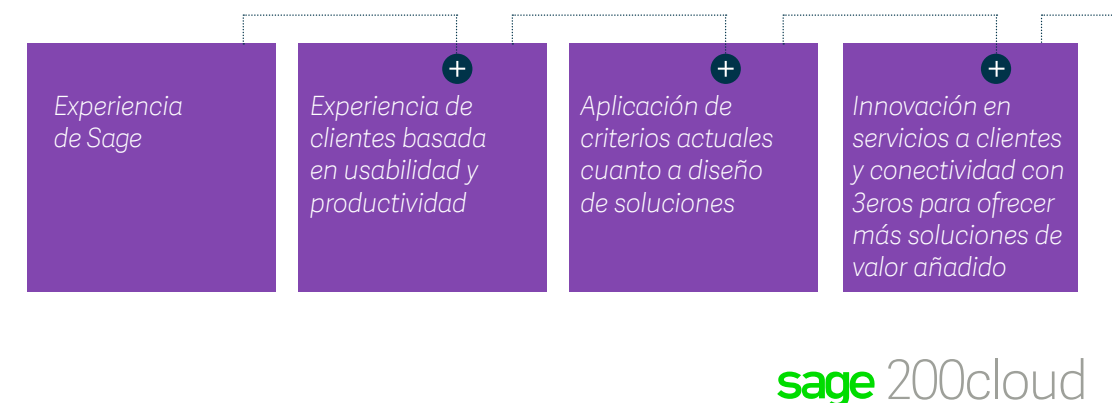 Experiencia
de Sage
Experiencia de
clientes basada
en usabilidad y
productividad
Aplicación de
criterios actuales
cuanto a diseño
de soluciones
Innovación en
servicios a clientes
y conectividad con
3eros para ofrecer
más soluciones de
valor añadido
sage 200cloud